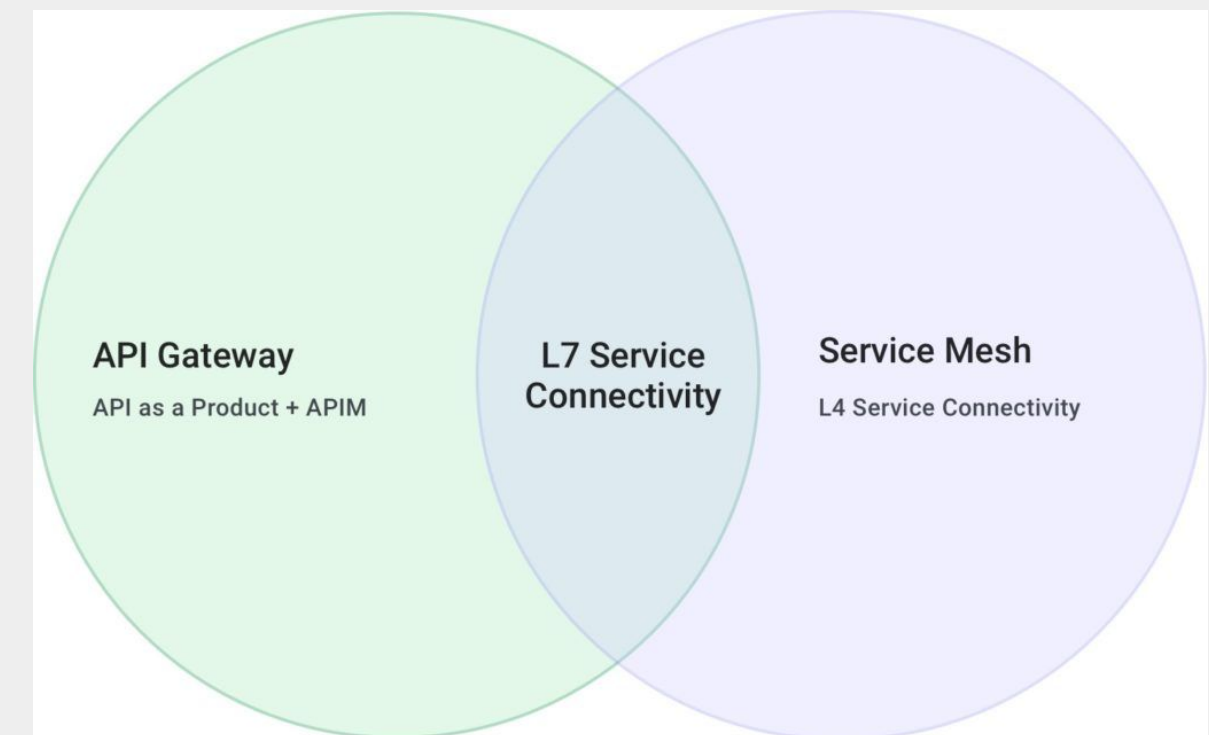 API Gateway
API as a Product + APIM
L7 Service
Connectivity
Service Mesh
L4 Service Connectivity